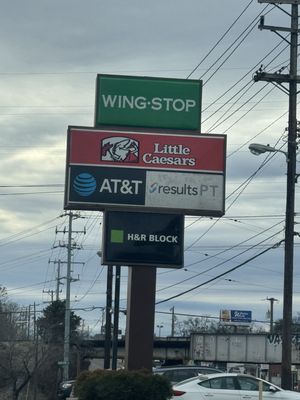 WING·STOP
Little
Caesars
AT&T
results PT
H&R BLOCK